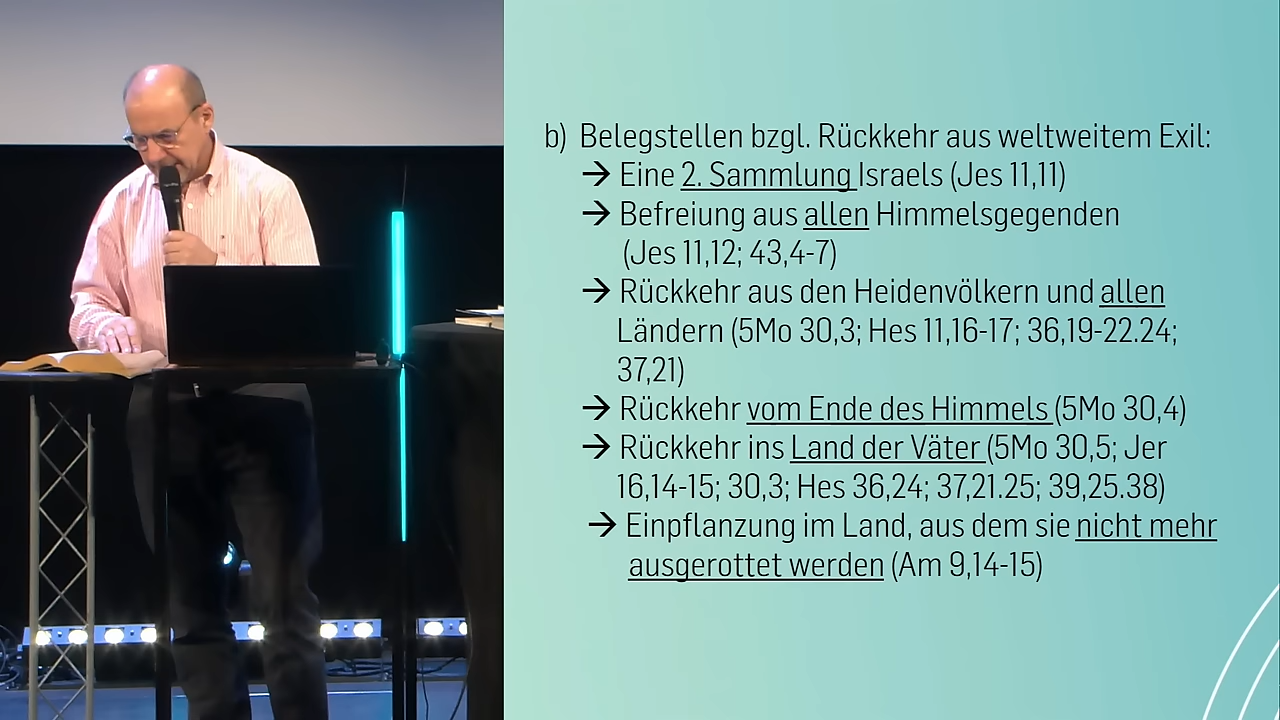 b) Belegstellen bzgl. Rückkehr aus weltweitem Exil:
→ Eine 2. Sammlung Israels (Jes 11,11)
→ Befreiung aus allen Himmelsgegenden
(Jes 11,12; 43,4-7)
→ Rückkehr aus den Heidenvölkern und allen
Ländern (5Mo 30,3; Hes 11,16-17; 36,19-22.24;
37,21)
→ Rückkehr vom Ende des Himmels (5Mo 30,4)
→ Rückkehr ins Land der Väter (5Mo 30,5; Jer
16,14-15; 30,3; Hes 36,24; 37,21.25; 39,25.38)
→ Einpflanzung im Land, aus dem sie nicht mehr
ausgerottet werden (Am 9,14-15)